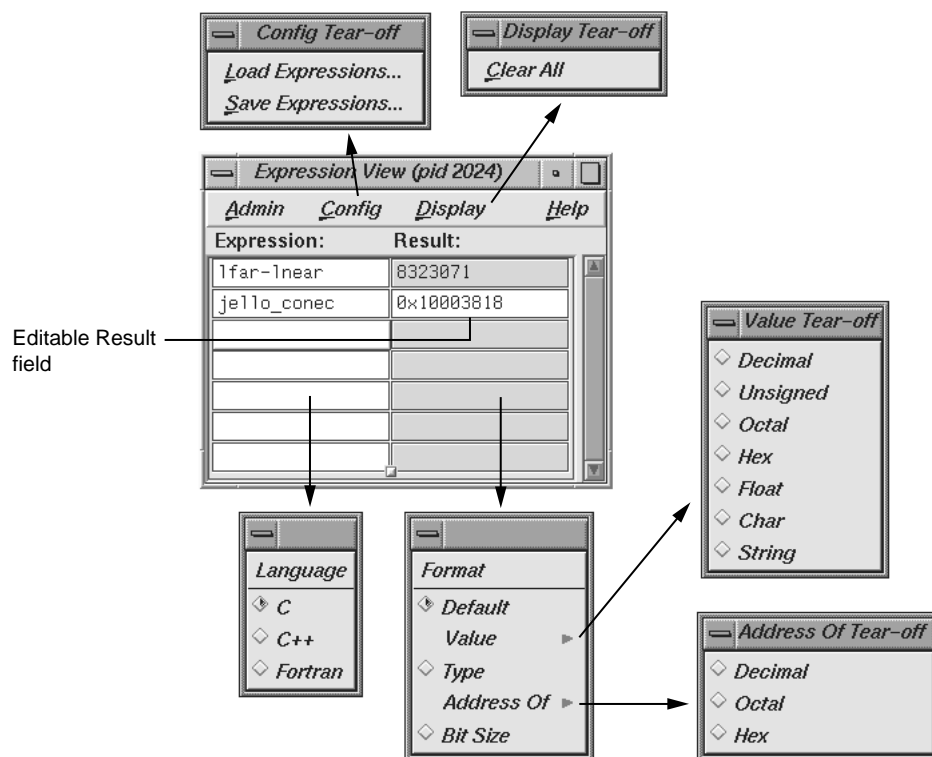 Config Tear-off
Load Expressions...
Save Expressions...
Display Tear-off
Clear All
Expression View (pid 2024)
Admin Config Display Help
Expression: Result:
lfar-lnear 8323071
jello_conec 0x10003818
Editable Result
field
Value Tear-off
Decimal
Unsigned
Octal
Hex
Float
Char
String
Language
C
C++
Fortran
Format
Default
Value
Type
Address Of
Bit Size
Address Of Tear-off
Decimal
Octal
Hex